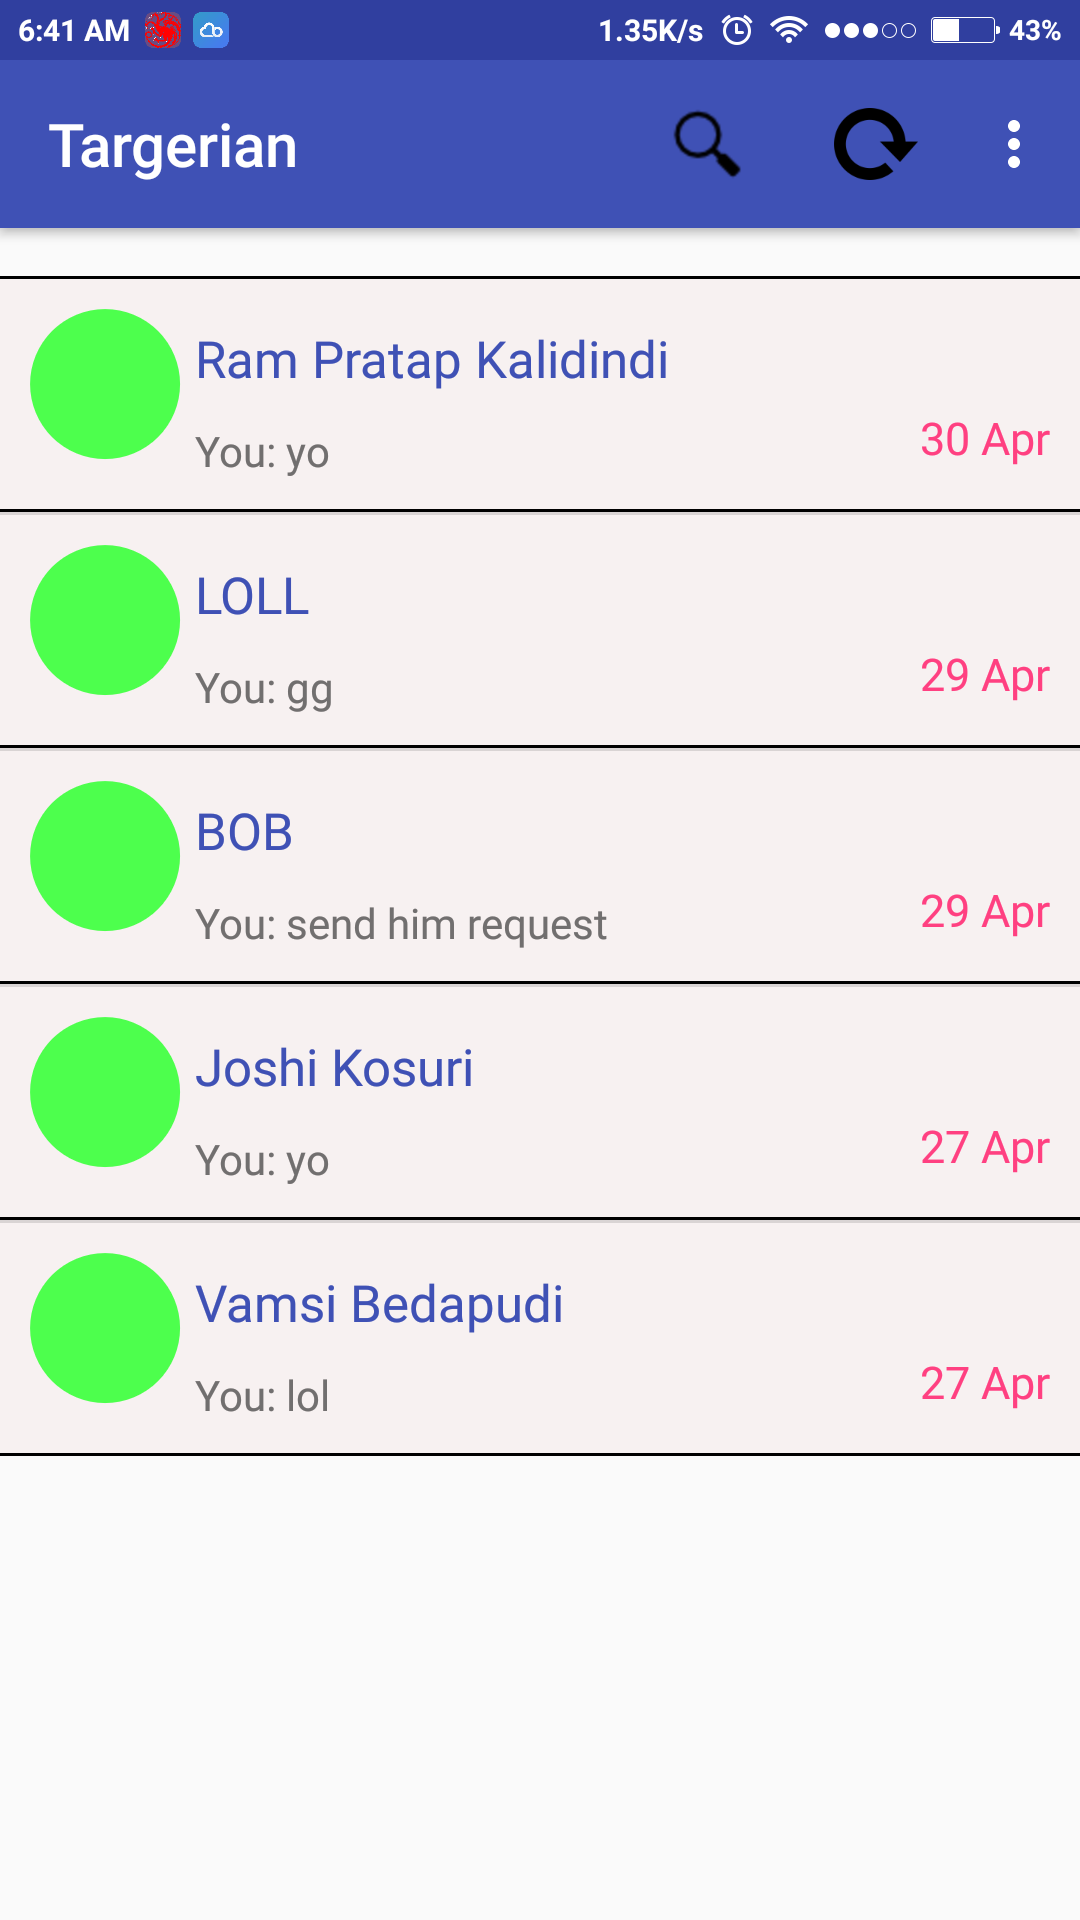 6:41 AM 1.35K/s 43%
Targerian
Ram Pratap Kalidindi
You: yo 30 Apr
LOLL
You: gg 29 Apr
BOB
You: send him request 29 Apr
Joshi Kosuri
You: yo 27 Apr
Vamsi Bedapudi
You: lol 27 Apr